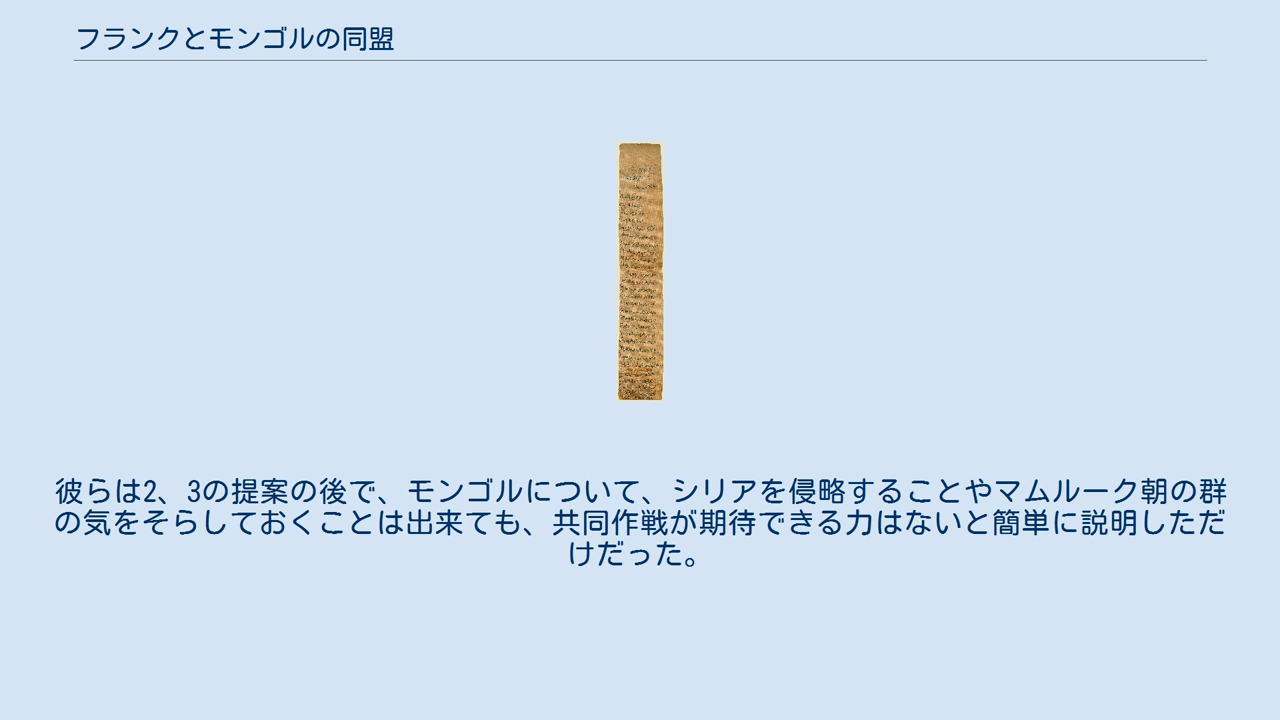 フランクとモンゴルの同盟
彼らは2、3の提案の後で、モンゴルについて、シリアを侵略することやマムルーク朝の群
の気をそらしておくことは出来ても、共同作戦が期待できる力はないと簡単に説明しただ
けだった。